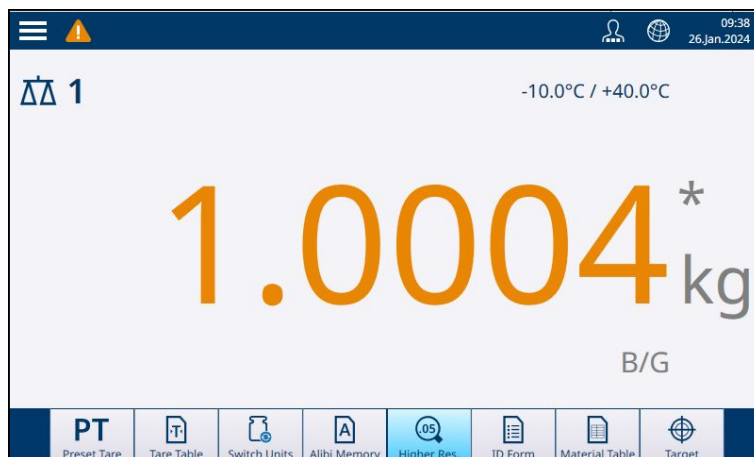 09:38
26.Jan.2024
1
-10.0°C / +40.0°C
1.0004 * kg
B/G
PT T A .05
Preset Tare Tare Table Switch Units Alibi Memory Higher Res. ID Form Material Table Target